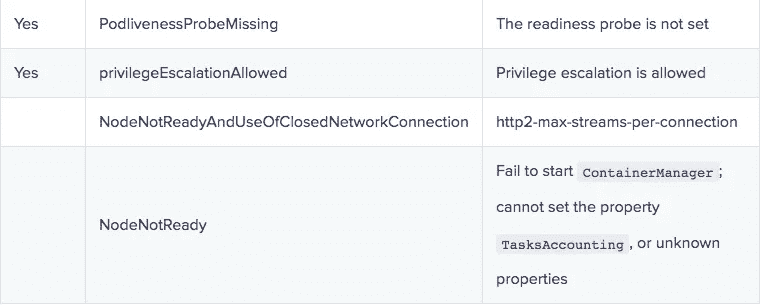 Yes PodlivenessProbeMissing The readiness probe is not set
Yes privilegeEscalationAllowed Privilege escalation is allowed
NodeNotReadyAndUseOfClosedNetworkConnection http2-max-streams-per-connection
NodeNotReady
Fail to start ContainerManager;
cannot set the property
TasksAccounting, or unknown
properties